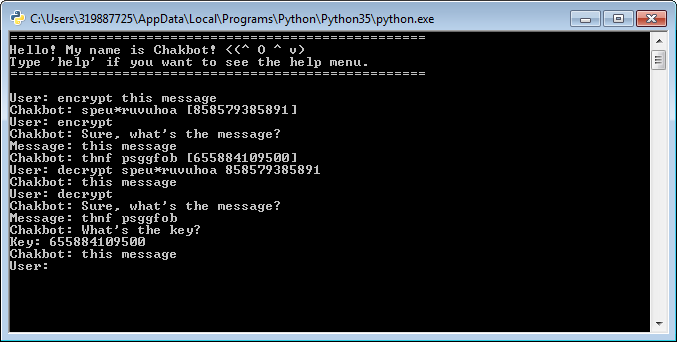 C:\Users\319887725\AppData\Local\Programs\Python\Python35\python.exe
===================================================
Hello! My name is Chakbot! <(^ O ^ v)
Type 'help' if you want to see the help menu.
===================================================
User: encrypt this message
Chakbot: speu*ruvuhoa [858579385891]
User: encrypt
Chakbot: Sure, what's the message?
Message: this message
Chakbot: thnf psggfob [655884109500]
User: decrypt speu*ruvuhoa 858579385891
Chakbot: this message
User: decrypt
Chakbot: Sure, what's the message?
Message: thnf psggfob
Chakbot: What's the key?
Key: 655884109500
Chakbot: this message
User: